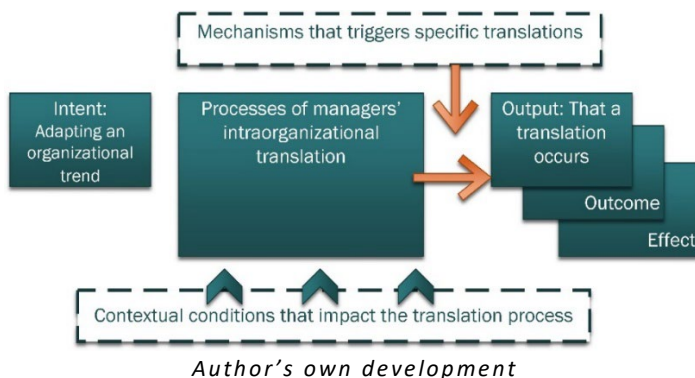 Mechanisms that triggers specific translations
Intent:
Adapting an
organizational
trend
Processes of managers'
intraorganizational
translation
Output: That a
translation
occurs
Outcome
Effect
Contextual conditions that impact the translation process
Author's own development